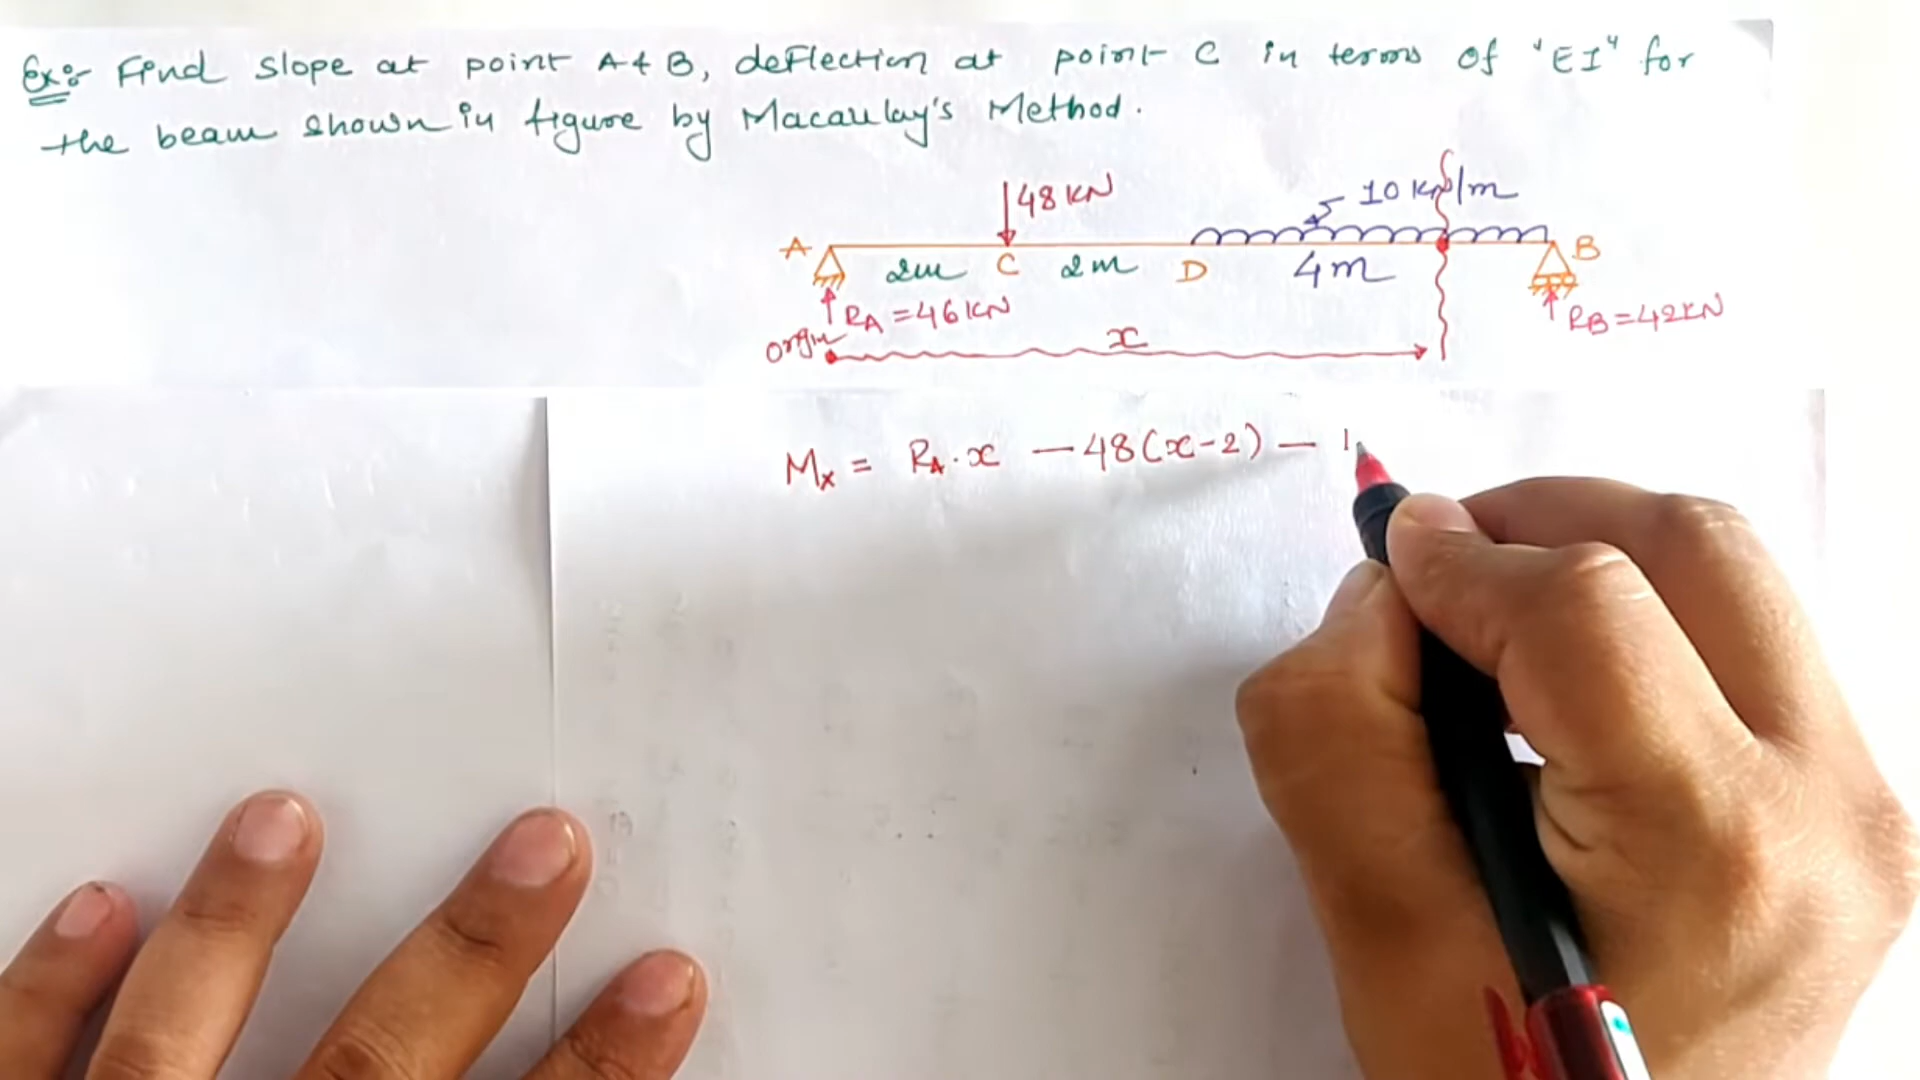 Ex:- Find slope at point A & B, deflection at point C in terms of "EI" for
the beam shown in figure by Macaulay's Method.
48 KN
10 KN/m
A 2m C 2m D 4m B
RA = 46 KN
RB = 42 KN
Origin
x
Mx = RA·x - 48(x-2) - 1